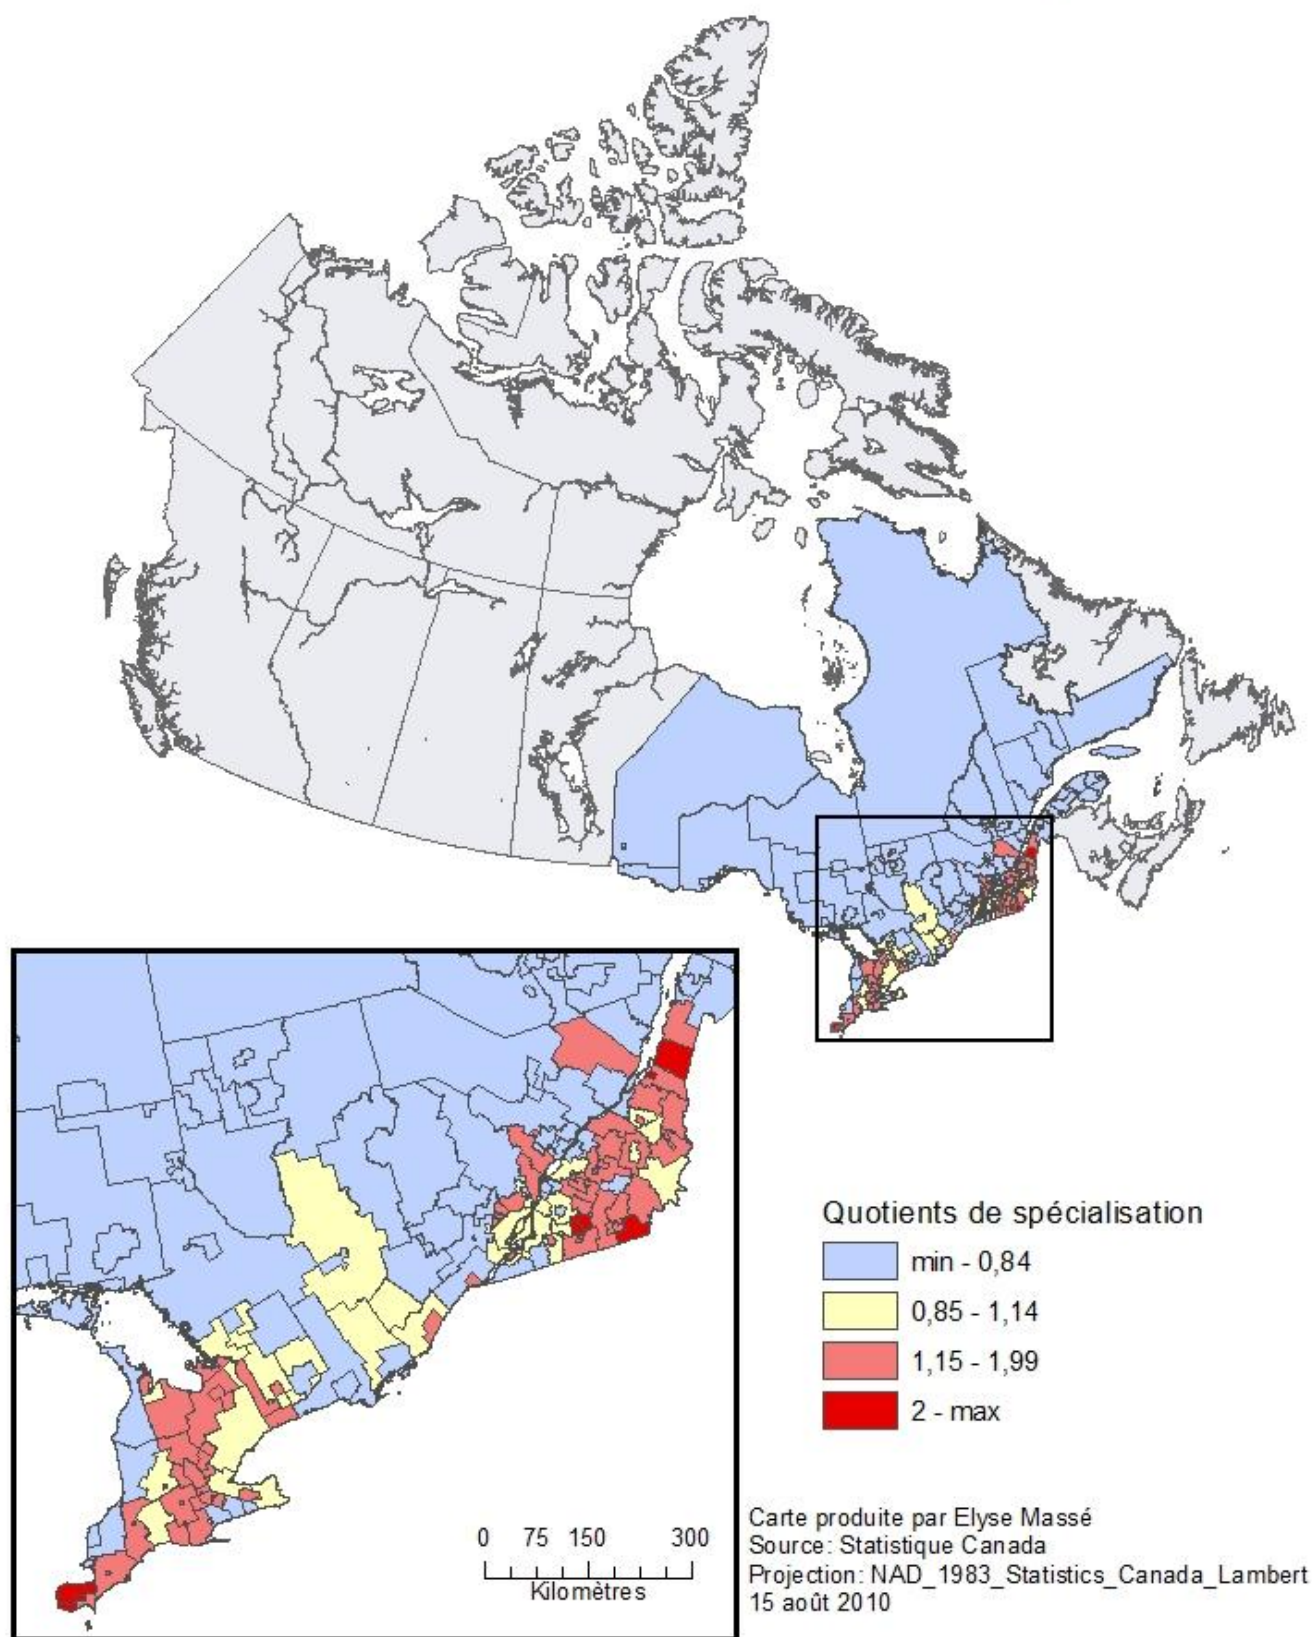 Quotients de spécialisation
min - 0,84
0,85 - 1,14
1,15 - 1,99
2 - max
0 75 150 300
Kilomètres
Carte produite par Elyse Massé
Source: Statistique Canada
Projection: NAD_1983_Statistics_Canada_Lambert
15 août 2010